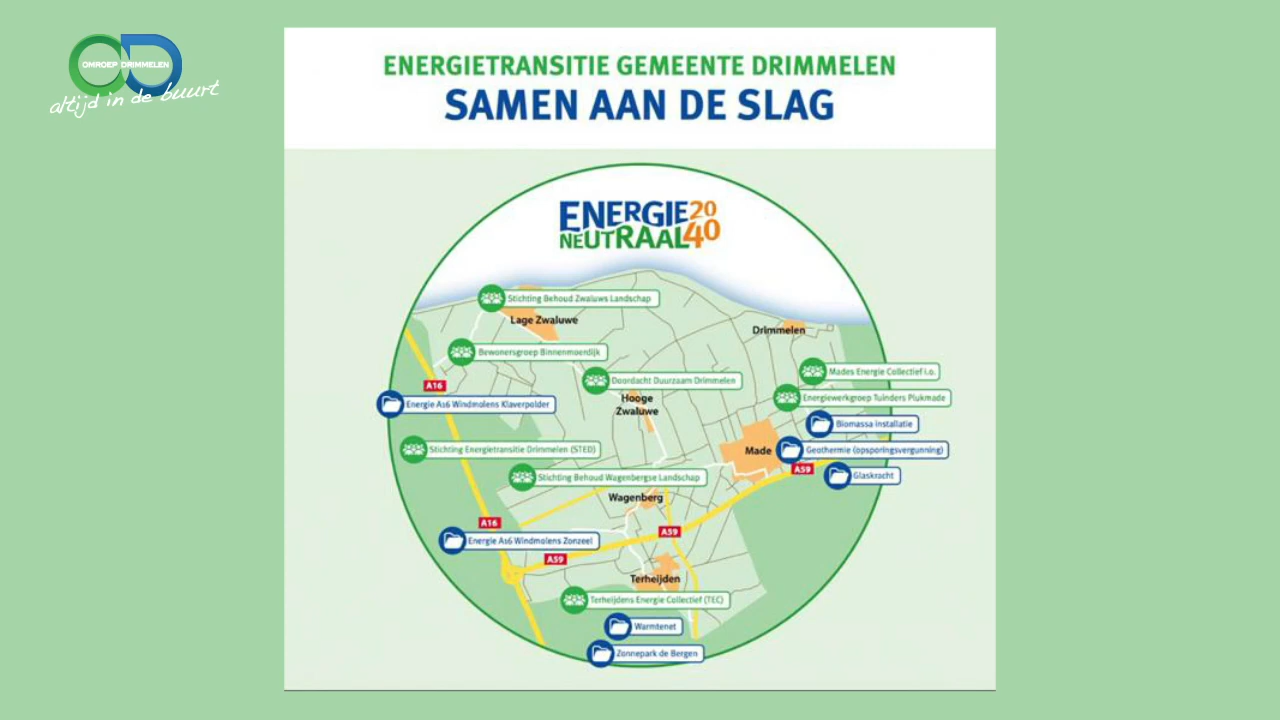 OMROEP DRIMMELEN
altijd in de buurt
ENERGIETRANSITIE GEMEENTE DRIMMELEN
SAMEN AAN DE SLAG
ENERGIE 20
NEUTRAAL 40
Stichting Behoud Zwaluws Landschap
Lage Zwaluwe
Drimmelen
Bewonersgroep Binnenmoerdijk
Mades Energie Collectief i.o.
Doordacht Duurzaam Drimmelen
A16
Hooge
Zwaluwe
Energiewerkgroep Tuinders Plukmade
Energie A16 Windmolens Klaverpolder
Biomassa installatie
Stichting Energietransitie Drimmelen (STED)
Made
Geothermie (opsporingsvergunning)
A59
Glaskracht
Stichting Behoud Wagenbergse Landschap
Wagenberg
A16
A59
Energie A16 Windmolens Zonzeel
A59
Terheijden
Terheijdens Energie Collectief (TEC)
Warmtenet
Zonnepark de Bergen